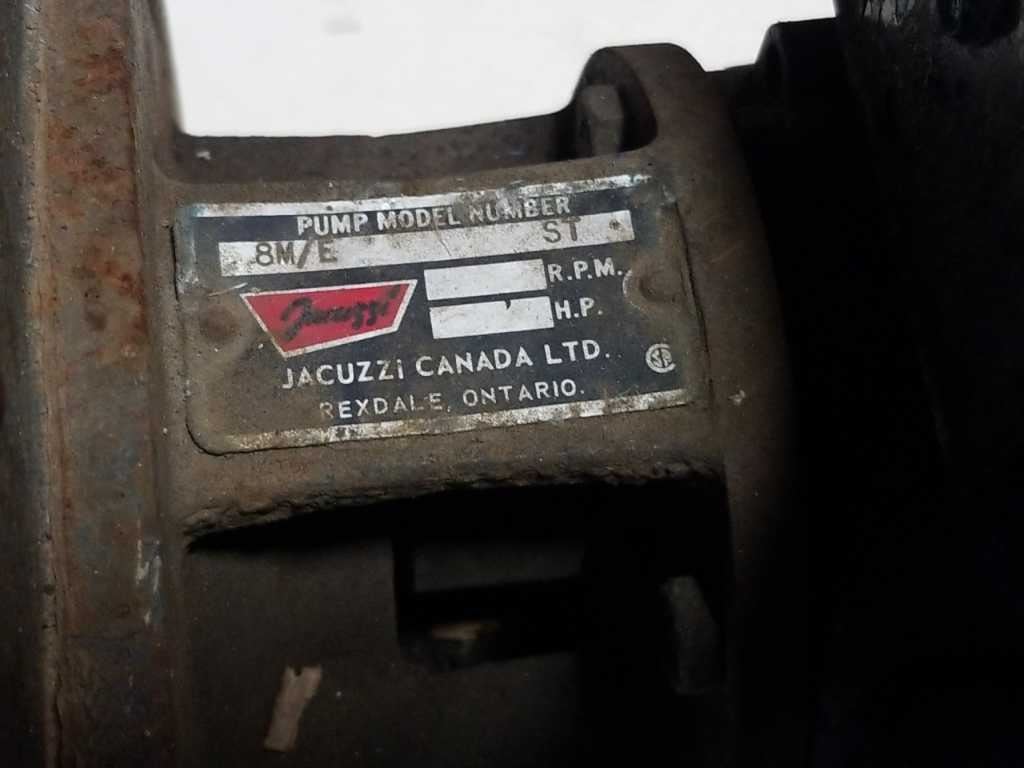 PUMP MODEL NUMBER
8M/E ST
R.P.M.
Jacuzzi
H.P.
JACUZZi CANADA LTD.
REXDALE, ONTARIO.